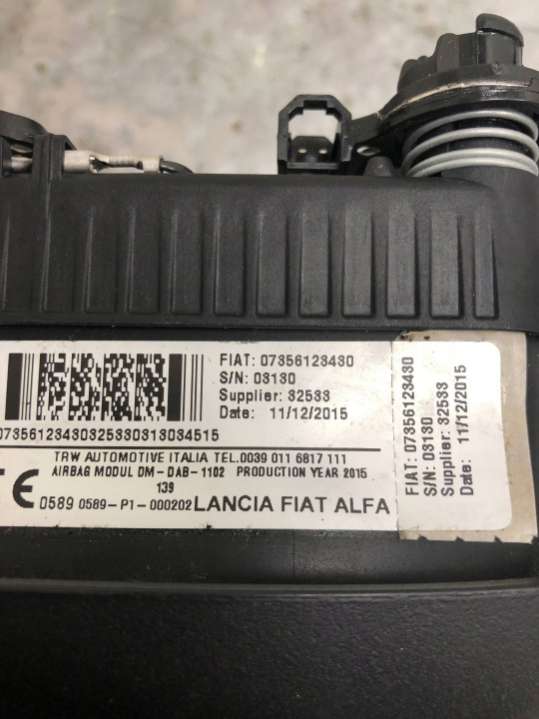 FIAT: 07356123430
S/N: 03130
Supplier: 32533
Date: 11/12/2015
07356123430325330313034515
TRW AUTOMOTIVE ITALIA TEL.0039 011 6817 111
AIRBAG MODUL DM-DAB-1102 PRODUCTION YEAR 2015
139
CE 0589 0589-P1-000202 LANCIA FIAT ALFA
FIAT: 07356123430
S/N: 03130
Supplier: 32533
Date: 11/12/2015